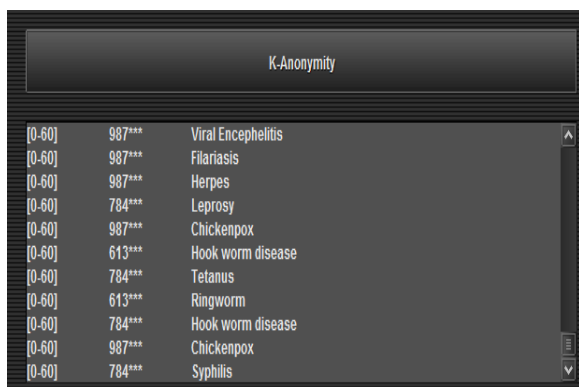 K-Anonymity
[0-60] 987*** Viral Encephelitis
[0-60] 987*** Filariasis
[0-60] 987*** Herpes
[0-60] 784*** Leprosy
[0-60] 987*** Chickenpox
[0-60] 613*** Hook worm disease
[0-60] 784*** Tetanus
[0-60] 613*** Ringworm
[0-60] 784*** Hook worm disease
[0-60] 987*** Chickenpox
[0-60] 784*** Syphilis